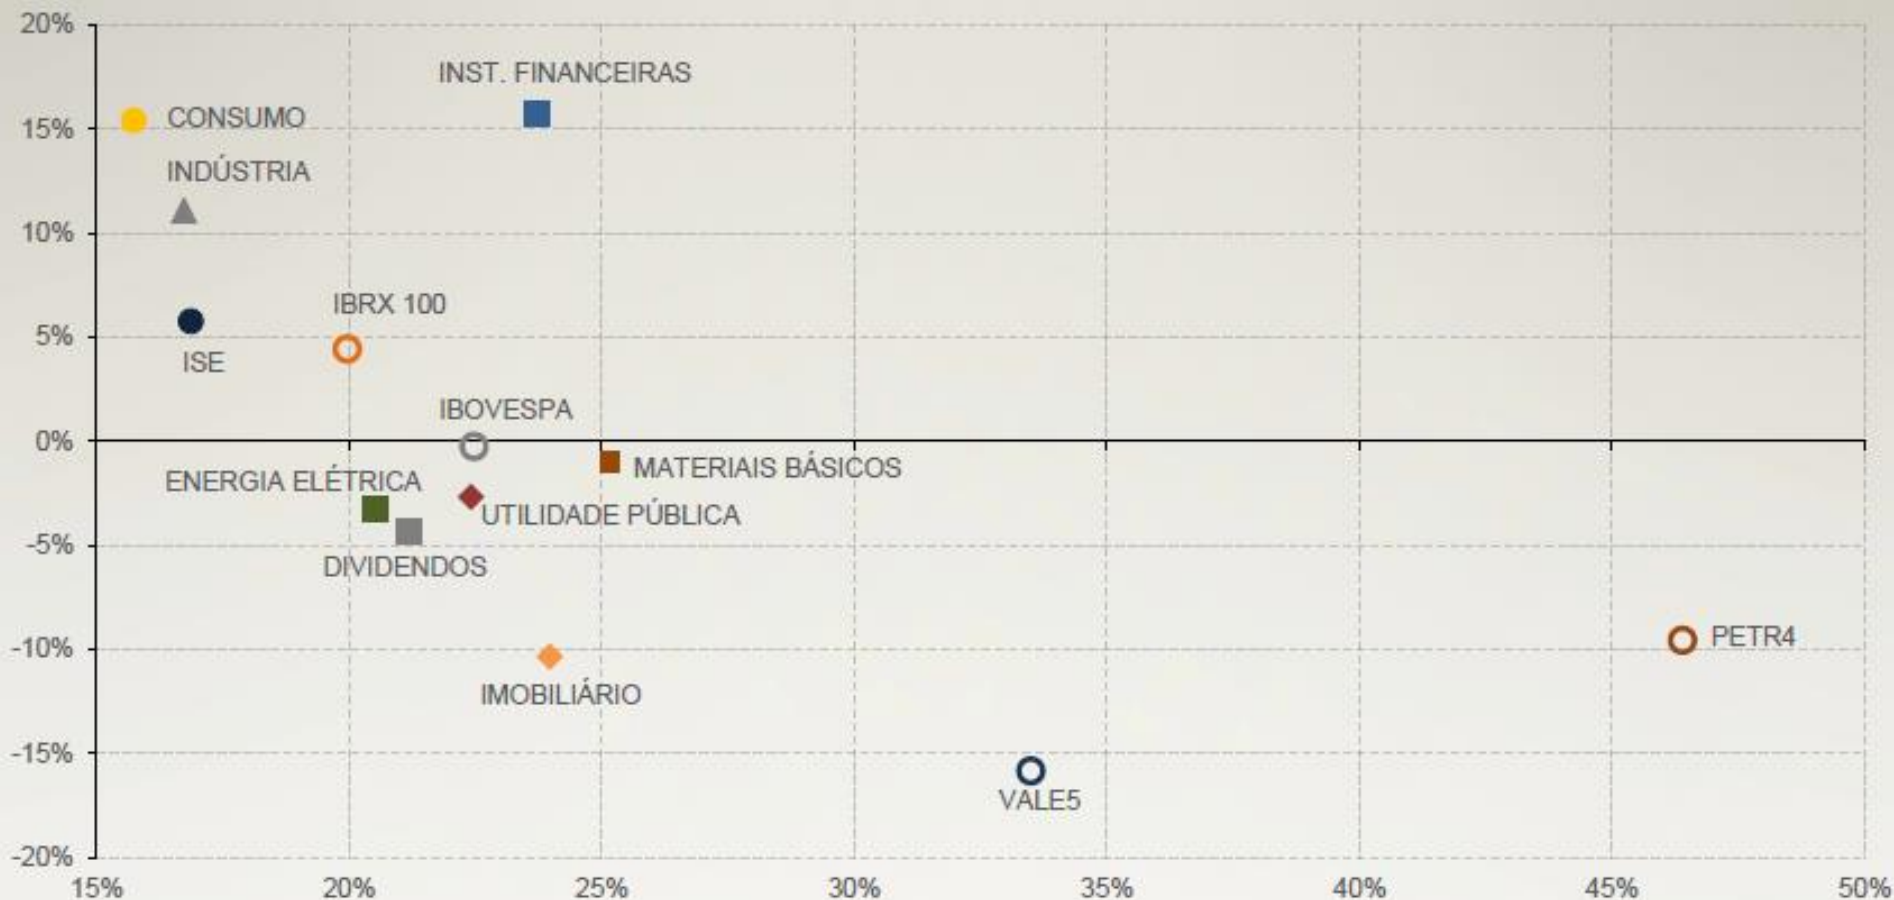 20%
INST. FINANCEIRAS
CONSUMO
15%
INDÚSTRIA
10%
IBRX 100
5%
ISE
IBOVESPA
0%
MATERIAIS BÁSICOS
ENERGIA ELÉTRICA
UTILIDADE PÚBLICA
-5%
DIVIDENDOS
PETR4
-10%
IMOBILIÁRIO
-15%
VALE5
-20%
15% 20% 25% 30% 35% 40% 45% 50%